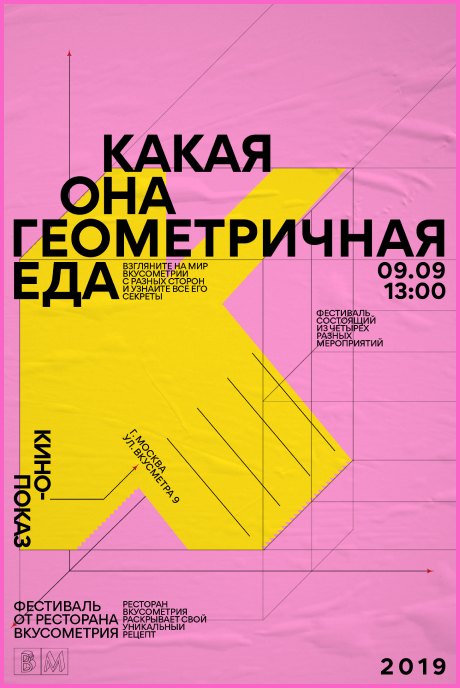 КАКАЯ
ОНА
ГЕОМЕТРИЧНАЯ
ЕДА
ВЗГЛЯНИТЕ НА МИР
ВКУСОМЕТРИИ
С РАЗНЫХ СТОРОН
И УЗНАЙТЕ ВСЕ ЕГО
СЕКРЕТЫ
09.09
13:00
ФЕСТИВАЛЬ
СОСТОЯЩИЙ
ИЗ ЧЕТЫРЁХ
РАЗНЫХ
МЕРОПРИЯТИЙ
Г. МОСКВА
УЛ. ВКУСМЕТРА 9
КИНО-
ПОКАЗ
ФЕСТИВАЛЬ
ОТ РЕСТОРАНА
ВКУСОМЕТРИЯ
РЕСТОРАН
ВКУСОМЕТРИЯ
РАСКРЫВАЕТ СВОЙ
УНИКАЛЬНЫЙ
РЕЦЕПТ
ВМ
2019